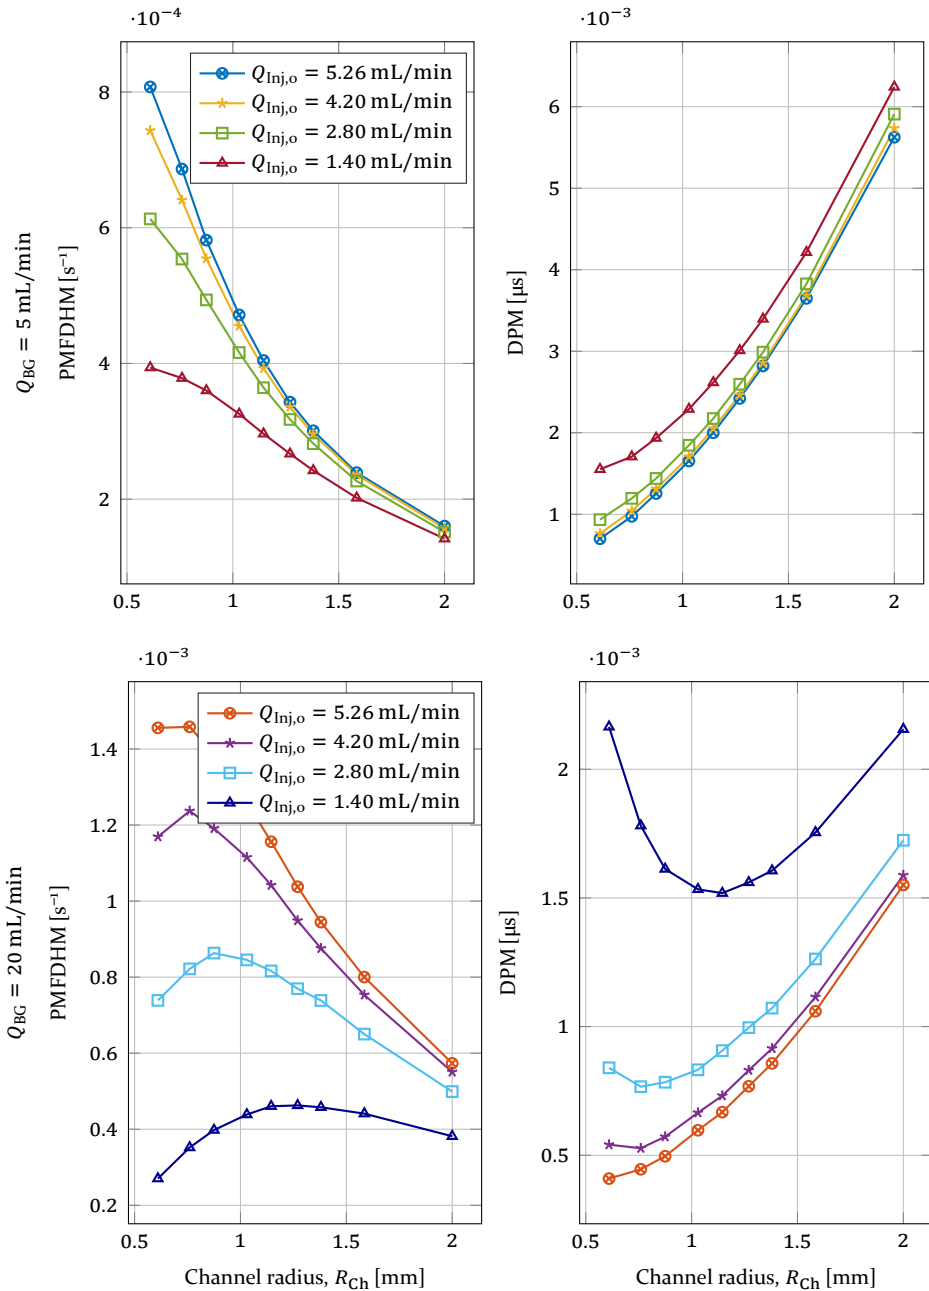 ·10⁻⁴
·10⁻³
Q_BG = 5 mL/min
PMFDHM [s⁻¹]
8
6
4
2
Q_Inj,o = 5.26 mL/min
Q_Inj,o = 4.20 mL/min
Q_Inj,o = 2.80 mL/min
Q_Inj,o = 1.40 mL/min
0.5 1 1.5 2
DPM [µs]
6
5
4
3
2
1
0.5 1 1.5 2
·10⁻³
·10⁻³
Q_BG = 20 mL/min
PMFDHM [s⁻¹]
1.4
1.2
1
0.8
0.6
0.4
0.2
Q_Inj,o = 5.26 mL/min
Q_Inj,o = 4.20 mL/min
Q_Inj,o = 2.80 mL/min
Q_Inj,o = 1.40 mL/min
0.5 1 1.5 2
Channel radius, R_Ch [mm]
DPM [µs]
2
1.5
1
0.5
0.5 1 1.5 2
Channel radius, R_Ch [mm]